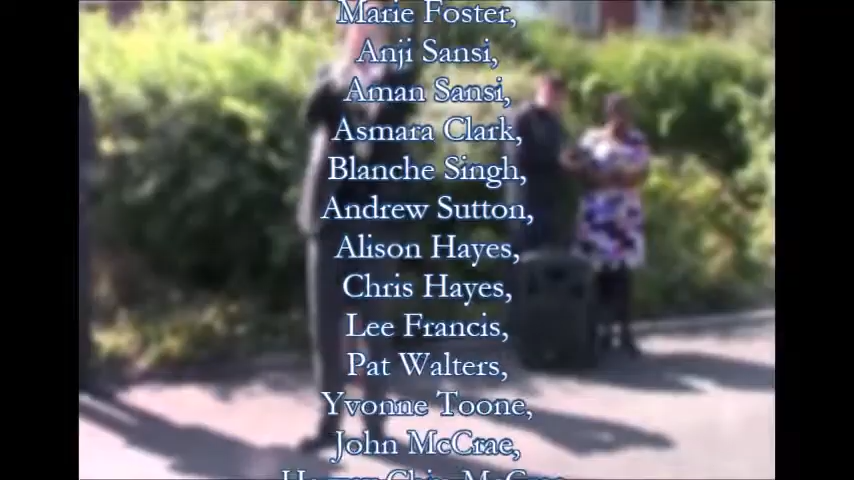 Marie Foster,
Anji Sansi,
Aman Sansi,
Asmara Clark,
Blanche Singh,
Andrew Sutton,
Alison Hayes,
Chris Hayes,
Lee Francis,
Pat Walters,
Yvonne Toone,
John McCrae,